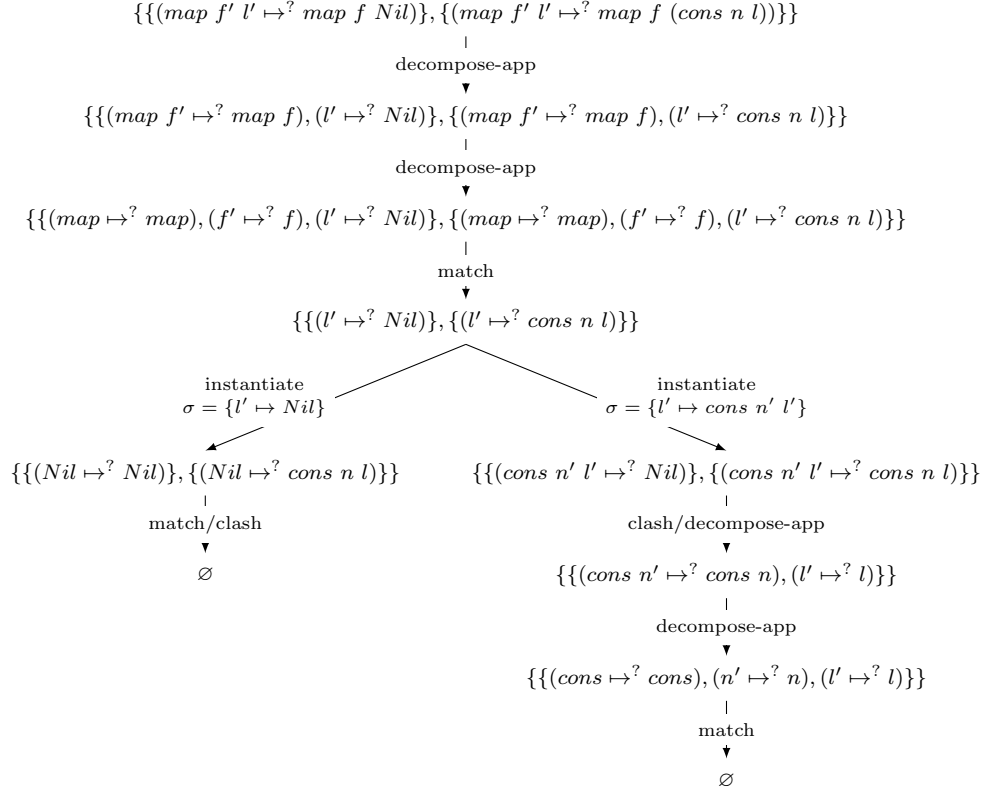 {{(map f′ l′ ↦? map f Nil)}, {(map f′ l′ ↦? map f (cons n l))}}
decompose-app
{{(map f′ ↦? map f), (l′ ↦? Nil)}, {(map f′ ↦? map f), (l′ ↦? cons n l)}}
decompose-app
{{(map ↦? map), (f′ ↦? f), (l′ ↦? Nil)}, {(map ↦? map), (f′ ↦? f), (l′ ↦? cons n l)}}
match
{{(l′ ↦? Nil)}, {(l′ ↦? cons n l)}}
instantiate
σ = {l′ ↦ Nil}
instantiate
σ = {l′ ↦ cons n′ l′}
{{(Nil ↦? Nil)}, {(Nil ↦? cons n l)}}
{{(cons n′ l′ ↦? Nil)}, {(cons n′ l′ ↦? cons n l)}}
match/clash
clash/decompose-app
∅
{{(cons n′ ↦? cons n), (l′ ↦? l)}}
decompose-app
{{(cons ↦? cons), (n′ ↦? n), (l′ ↦? l)}}
match
∅